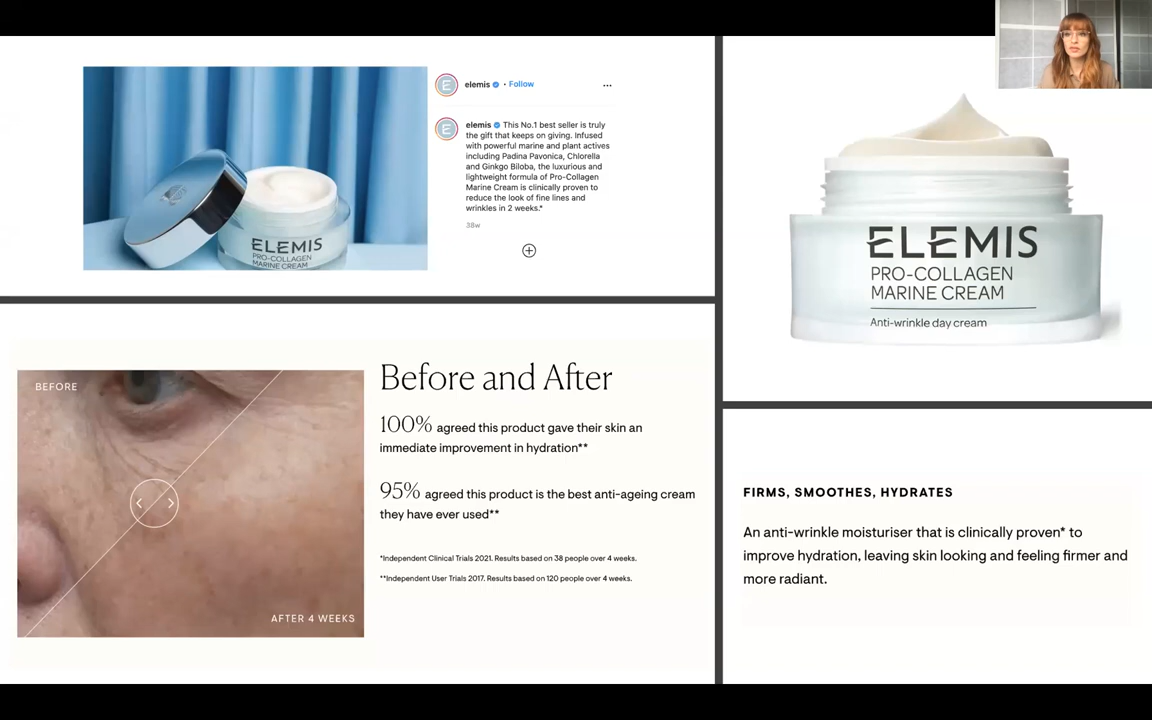 elemis • Follow
elemis This No.1 best seller is truly
the gift that keeps on giving. Infused
with powerful marine and plant actives
including Padina Pavonica, Chlorella
and Ginkgo Biloba, the luxurious and
lightweight formula of Pro-Collagen
Marine Cream is clinically proven to
reduce the look of fine lines and
wrinkles in 2 weeks.*
38w
ELEMIS
PRO-COLLAGEN
MARINE CREAM
ELEMIS
PRO-COLLAGEN
MARINE CREAM
Anti-wrinkle day cream
BEFORE
AFTER 4 WEEKS
Before and After
100% agreed this product gave their skin an
immediate improvement in hydration**
95% agreed this product is the best anti-ageing cream
they have ever used**
*Independent Clinical Trials 2021. Results based on 38 people over 4 weeks.
**Independent User Trials 2017. Results based on 120 people over 4 weeks.
FIRMS, SMOOTHES, HYDRATES
An anti-wrinkle moisturiser that is clinically proven* to
improve hydration, leaving skin looking and feeling firmer and
more radiant.